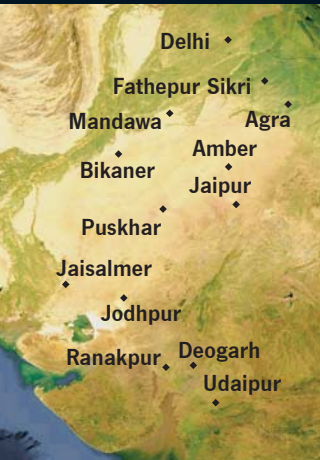 Delhi
Fathepur Sikri
Mandawa
Agra
Amber
Bikaner
Jaipur
Puskhar
Jaisalmer
Jodhpur
Ranakpur
Deogarh
Udaipur